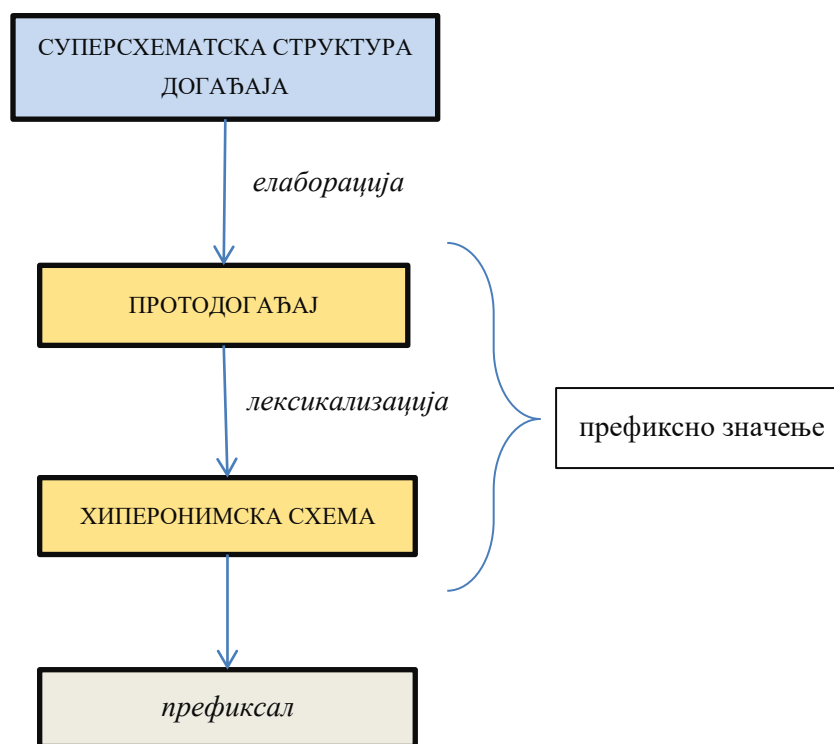 СУПЕРСХЕМАТСКА СТРУКТУРА
ДОГАЂАЈА
елаборација
ПРОТОДОГАЂАЈ
лексикализација
префиксно значење
ХИПЕРОНИМСКА СХЕМА
префиксал